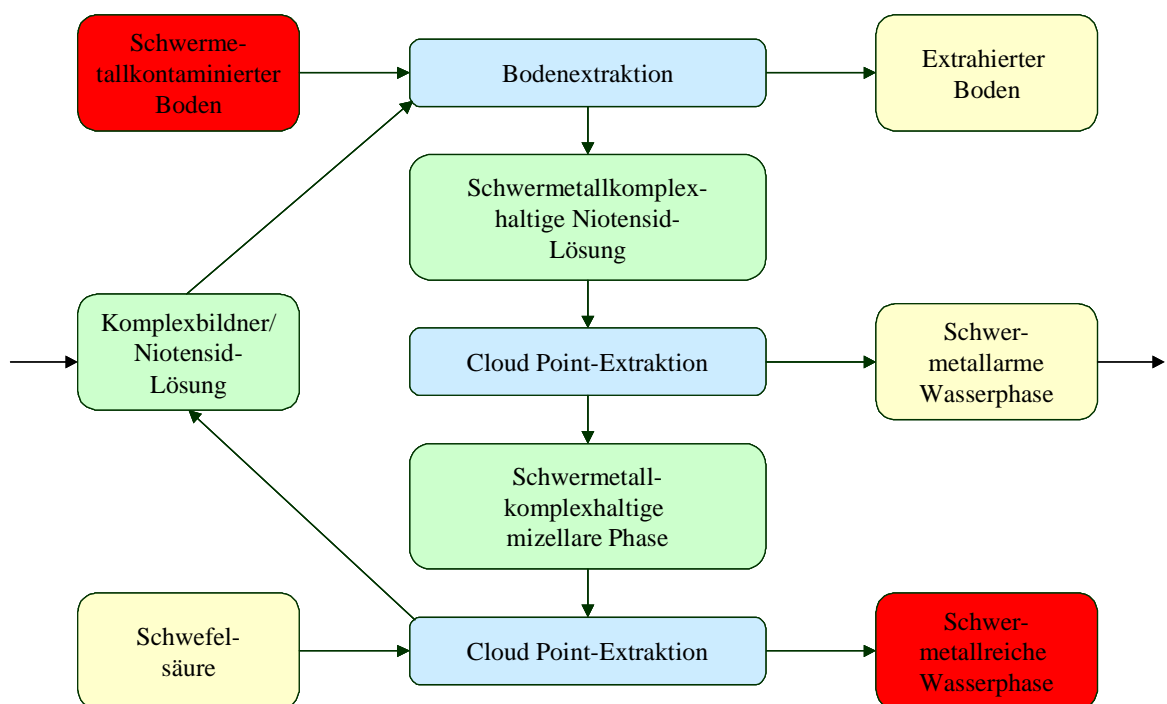 Schwerme-
tallkontaminierter
Boden
Bodenextraktion
Extrahierter
Boden
Schwermetallkomplex-
haltige Niotensid-
Lösung
Komplexbildner/
Niotensid-
Lösung
Cloud Point-Extraktion
Schwer-
metallarme
Wasserphase
Schwermetall-
komplexhaltige
mizellare Phase
Schwefel-
säure
Cloud Point-Extraktion
Schwer-
metallreiche
Wasserphase